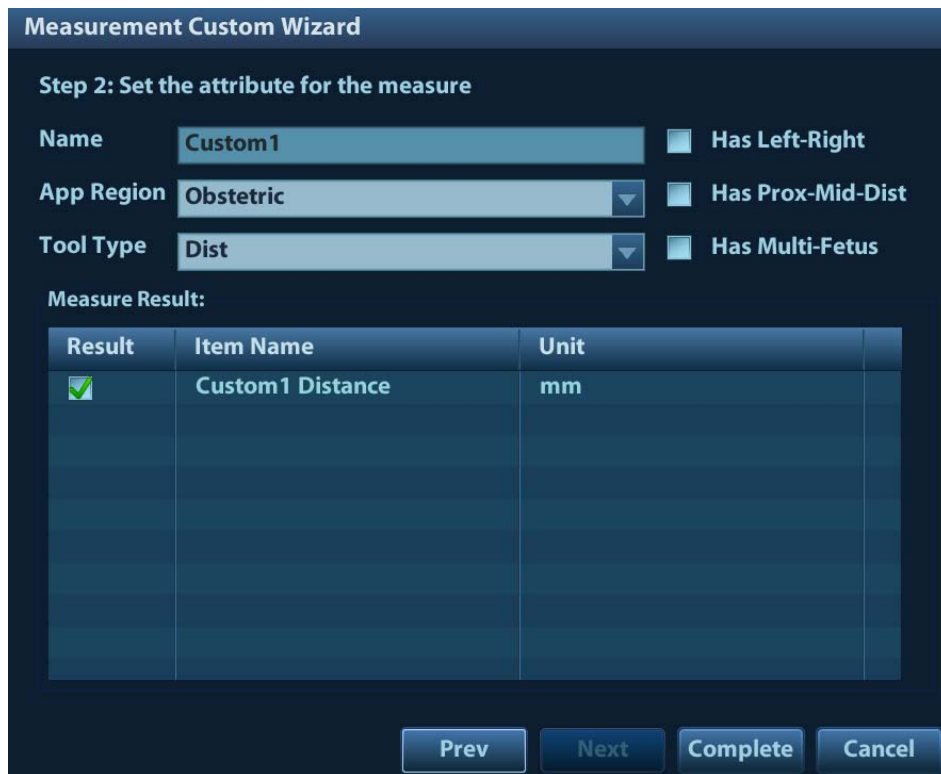 Measurement Custom Wizard
Step 2: Set the attribute for the measure
Name Custom1 Has Left-Right
App Region Obstetric Has Prox-Mid-Dist
Tool Type Dist Has Multi-Fetus
Measure Result:
Result Item Name Unit
Custom1 Distance mm
Prev Next Complete Cancel